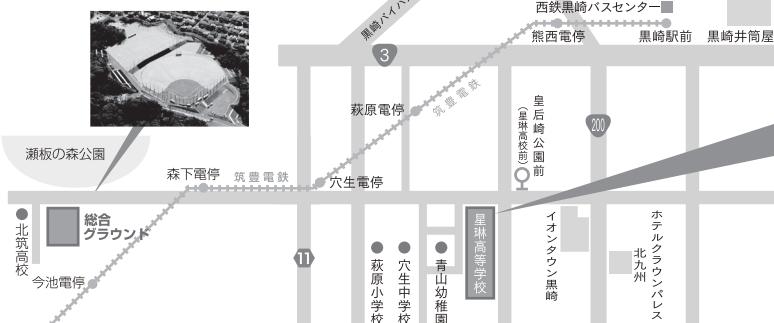 西鉄黒崎バスセンター
黒崎バイパ
熊西電停
黒崎駅前
黒崎井筒屋
3
萩原電停
筑豊電鉄
皇后崎公園前
(星琳高校前)
200
瀬板の森公園
森下電停
筑豊電鉄
穴生電停
総合
グラウンド
北筑高校
今池電停
11
萩原小学校
穴生中学校
青山幼稚園
星琳高等学校
イオンタウン黒崎
北九州
ホテルクラウンパレス